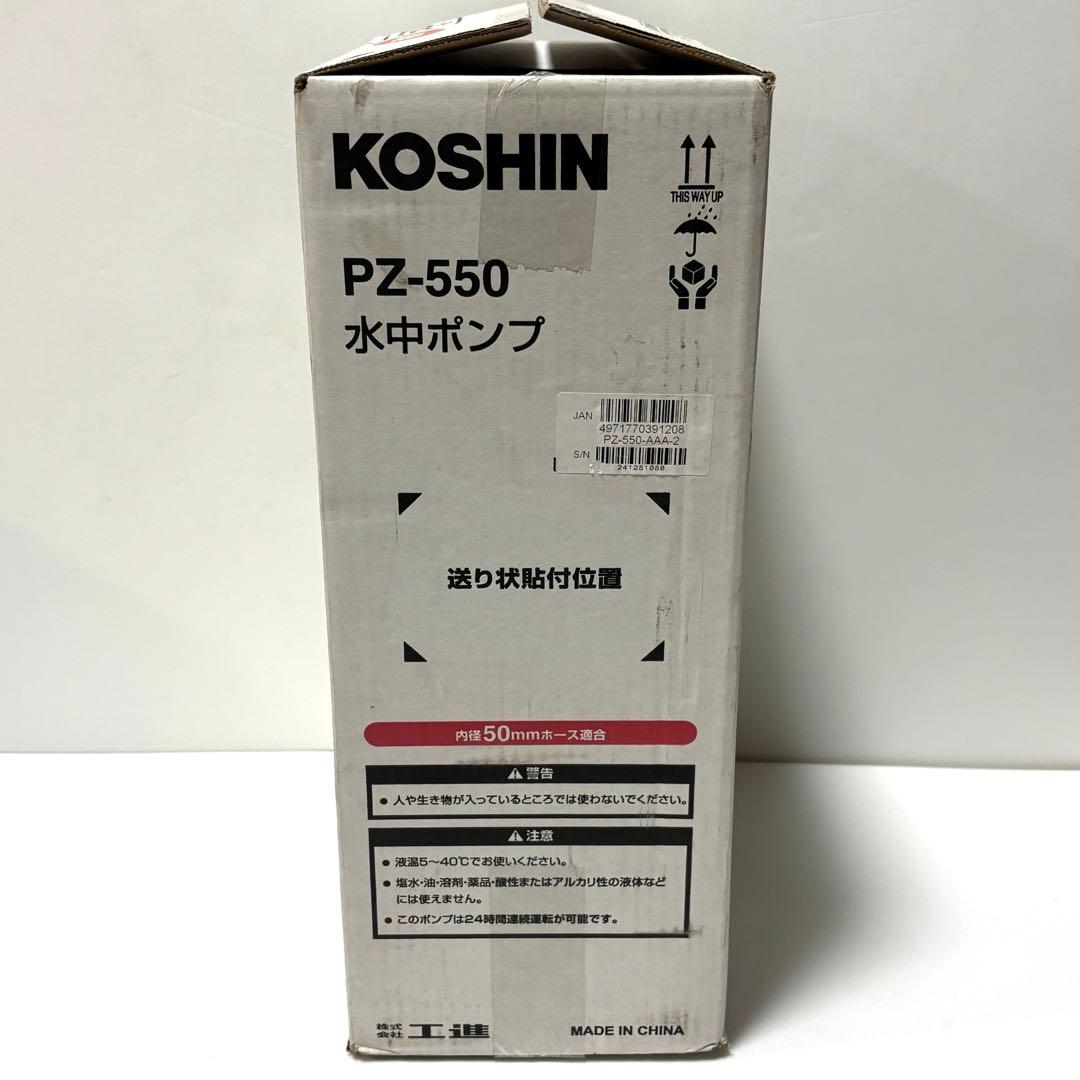 KOSHIN
THIS WAY UP
PZ-550
水中ポンプ
JAN
4971770391208
PZ-550-AAA-2
S/N
241281080
送り状貼付位置
内径50mmホース適合
警告
● 人や生き物が入っているところでは使わないでください。
注意
● 液温5～40℃でお使いください。
● 塩水・油・溶剤・薬品・酸性またはアルカリ性の液体など
には使えません。
● このポンプは24時間連続運転が可能です。
株式会社 工進
MADE IN CHINA